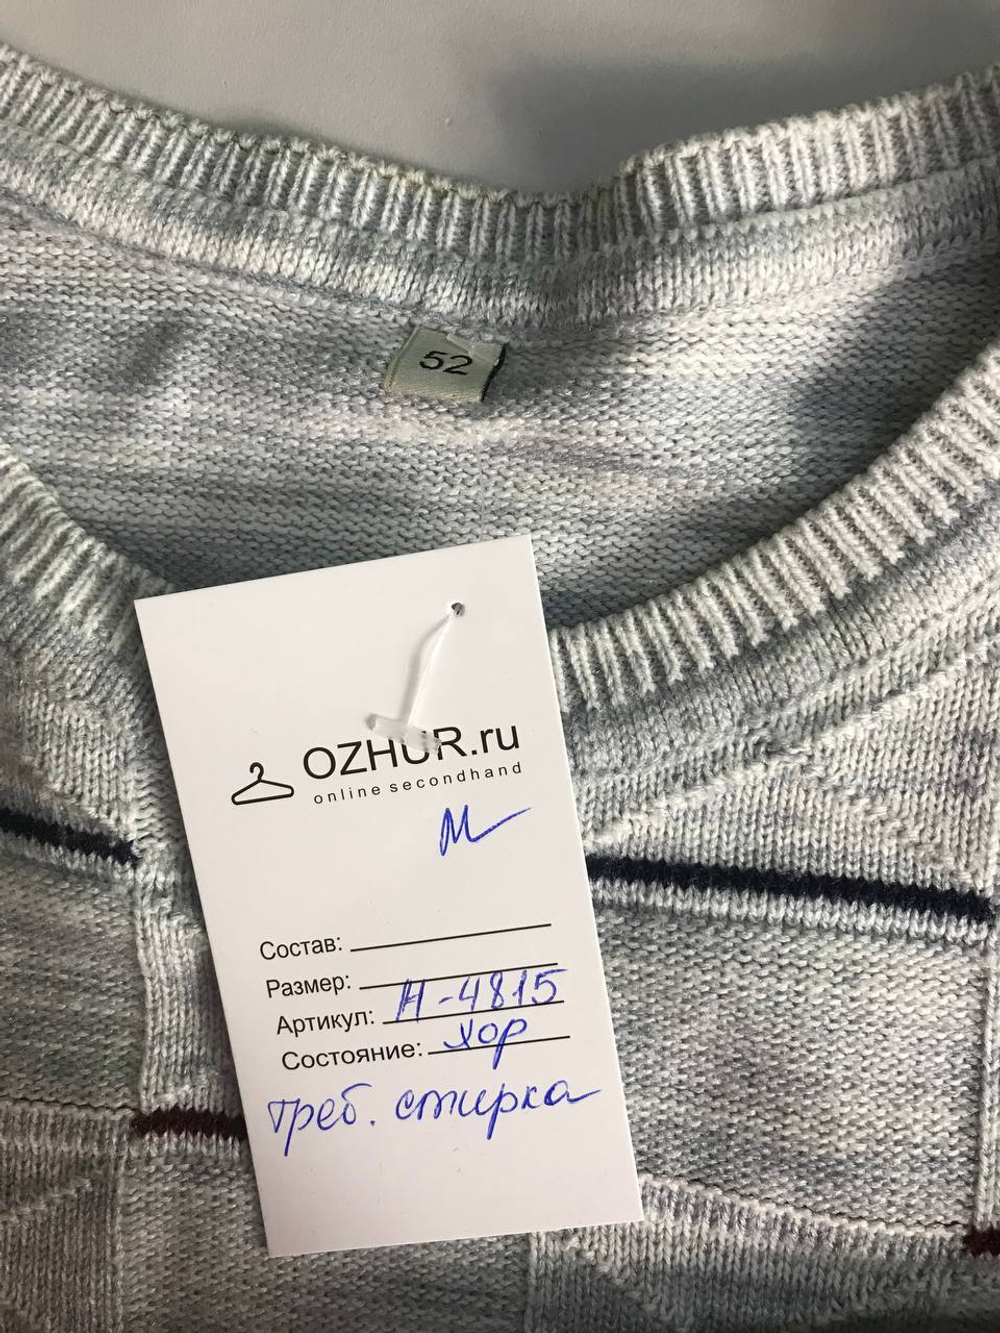 52
OZHUR.ru
online secondhand
М
Состав:
Размер:
Артикул: Н-4815
Состояние: хор
треб. стирка